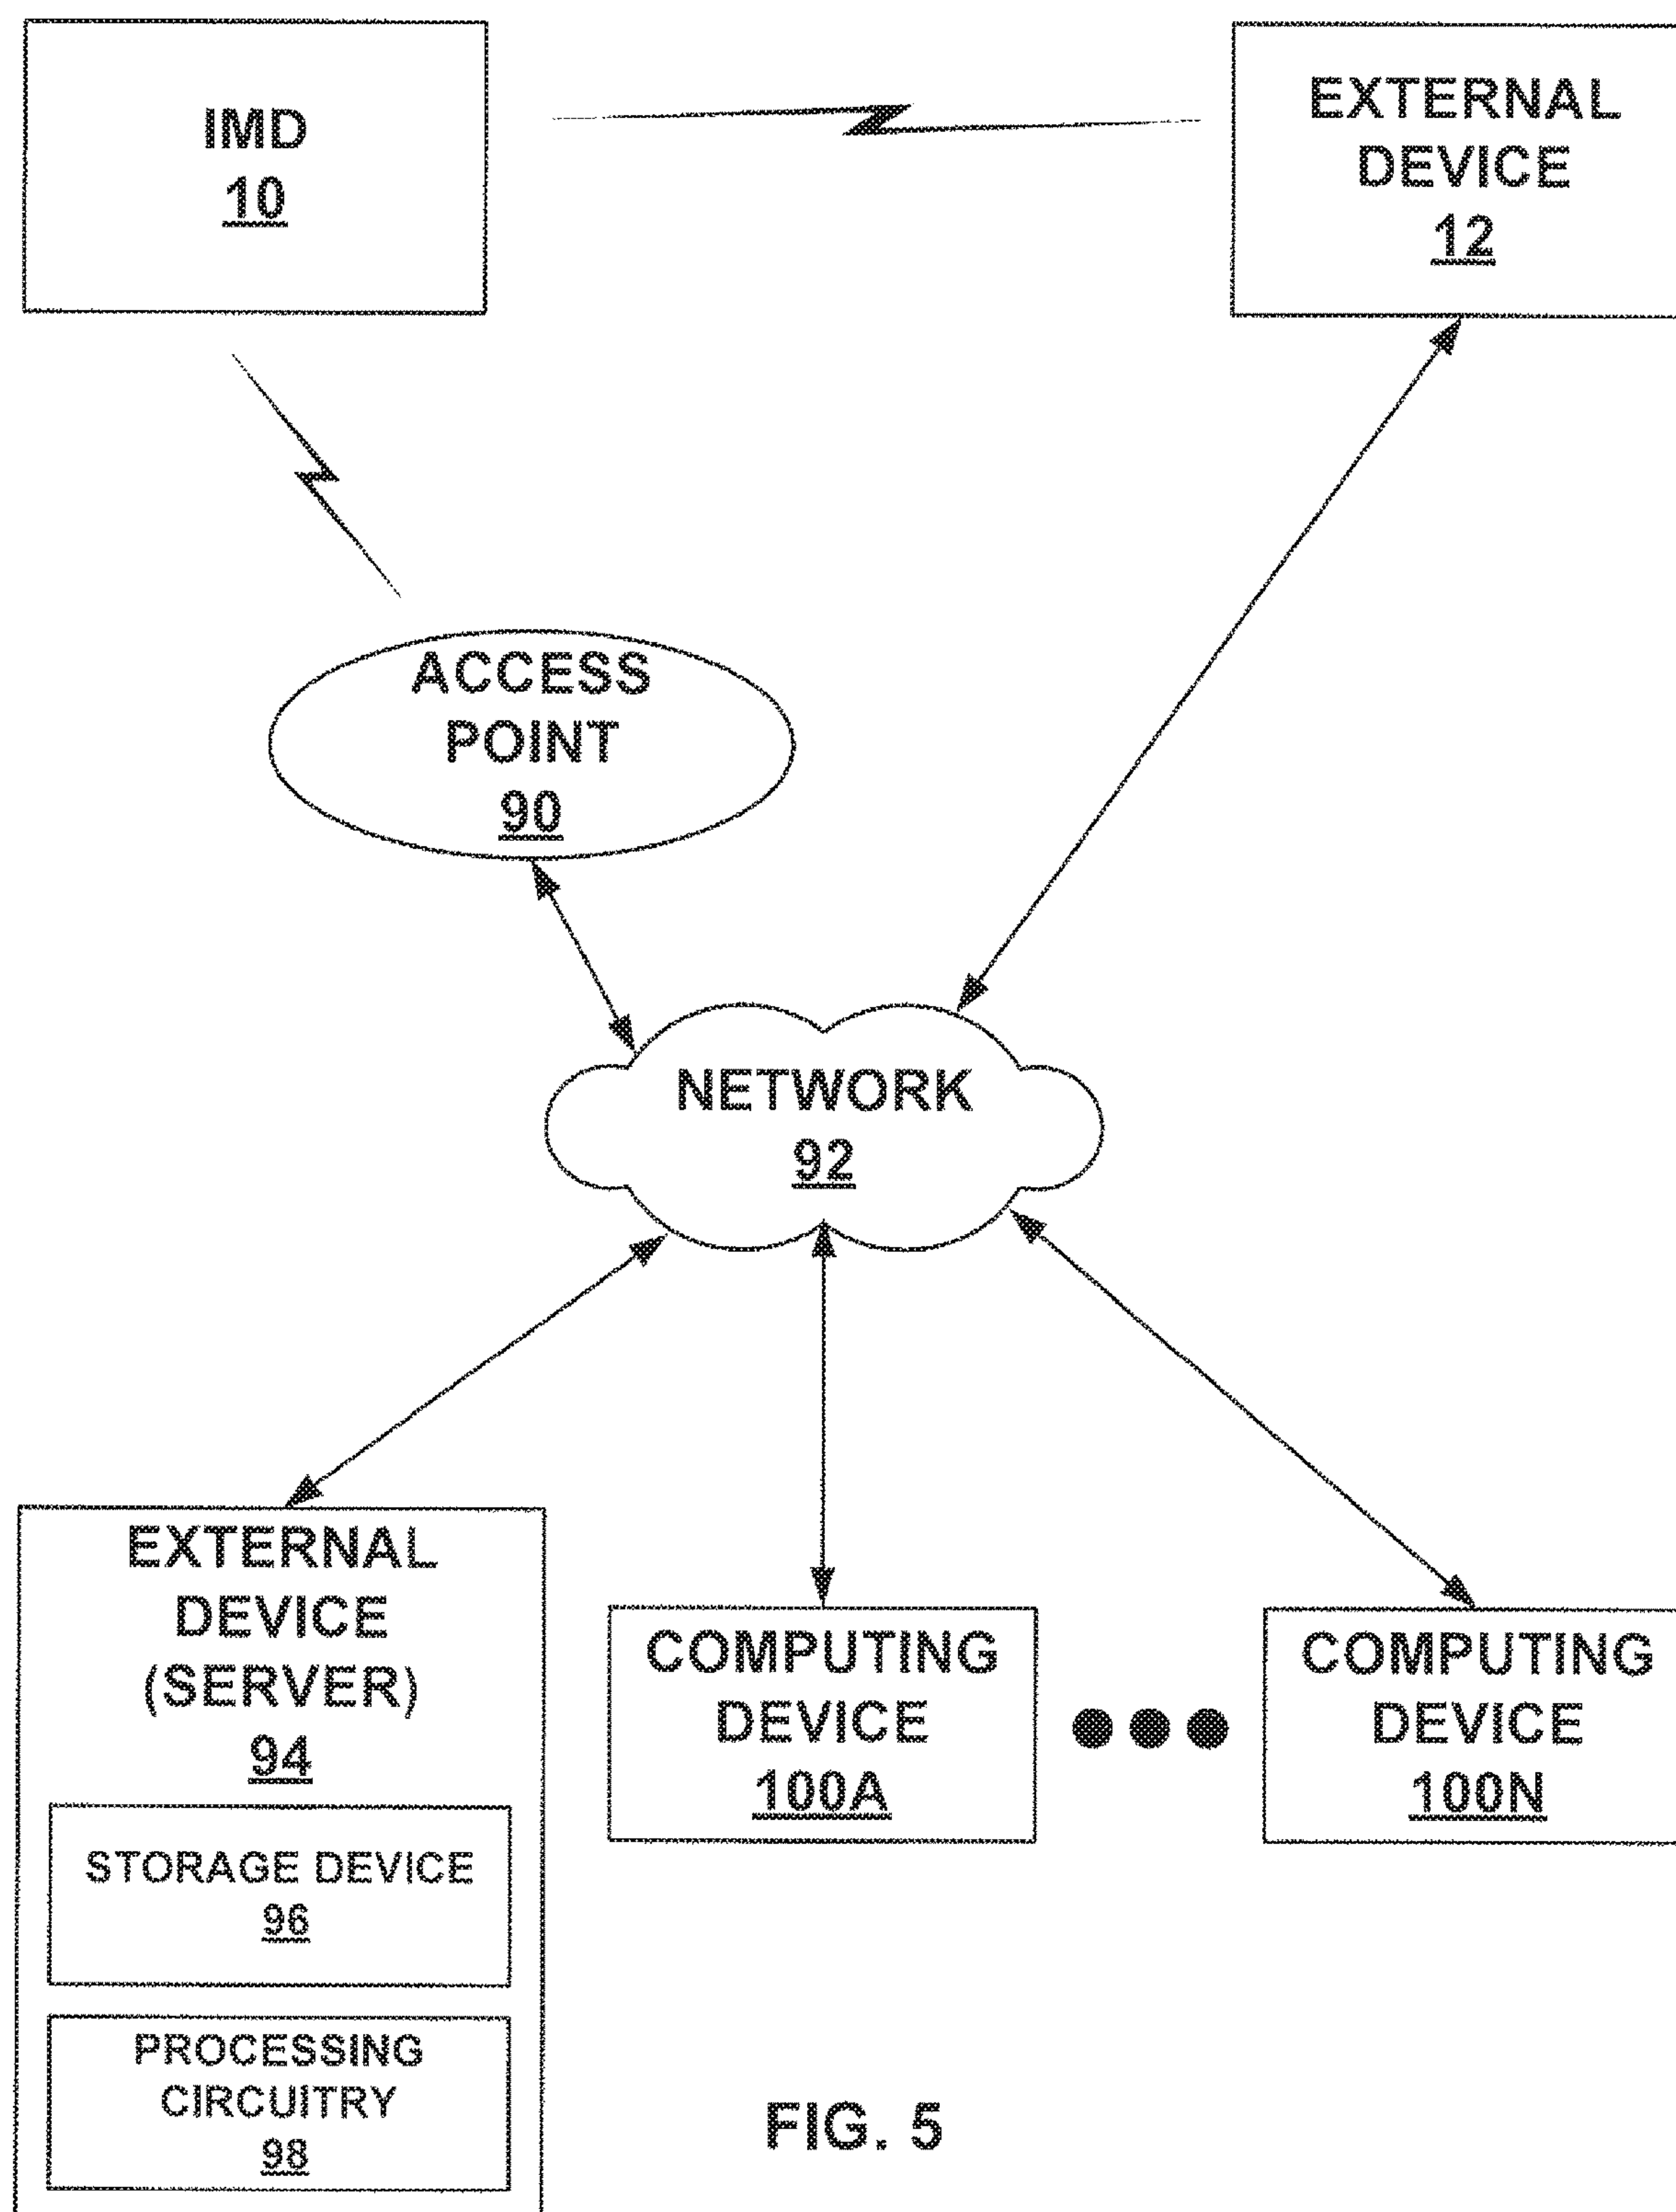 IMD
10
EXTERNAL
DEVICE
12
ACCESS
POINT
90
NETWORK
92
EXTERNAL
DEVICE
(SERVER)
94
STORAGE DEVICE
96
PROCESSING
CIRCUITRY
98
COMPUTING
DEVICE
100A
COMPUTING
DEVICE
100N
FIG. 5